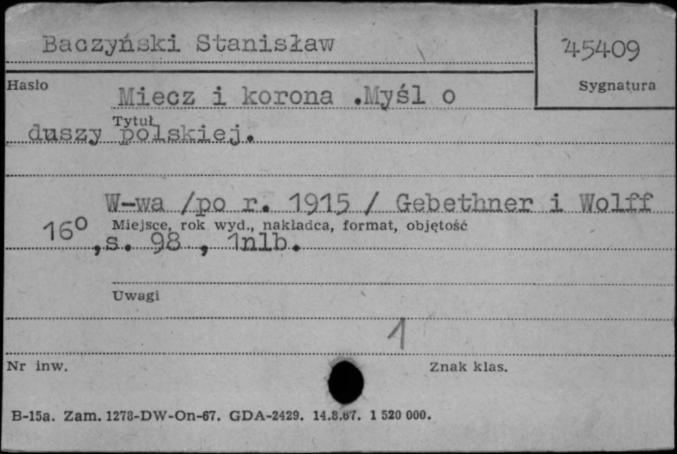 Baczyński Stanisław
45409
Hasło
Sygnatura
Miecz i korona .Myśl o
Tytuł
duszy polskiej.
W-wa /po r. 1915 / Gebethner i Wolff
Miejsce, rok wyd., nakładca, format, objętość
16º
,s. 98 , 1nlb.
Uwagi
1
Nr inw.
Znak klas.
B-15a. Zam. 1278-DW-On-67. GDA-2429. 14.8.67. 1 520 000.